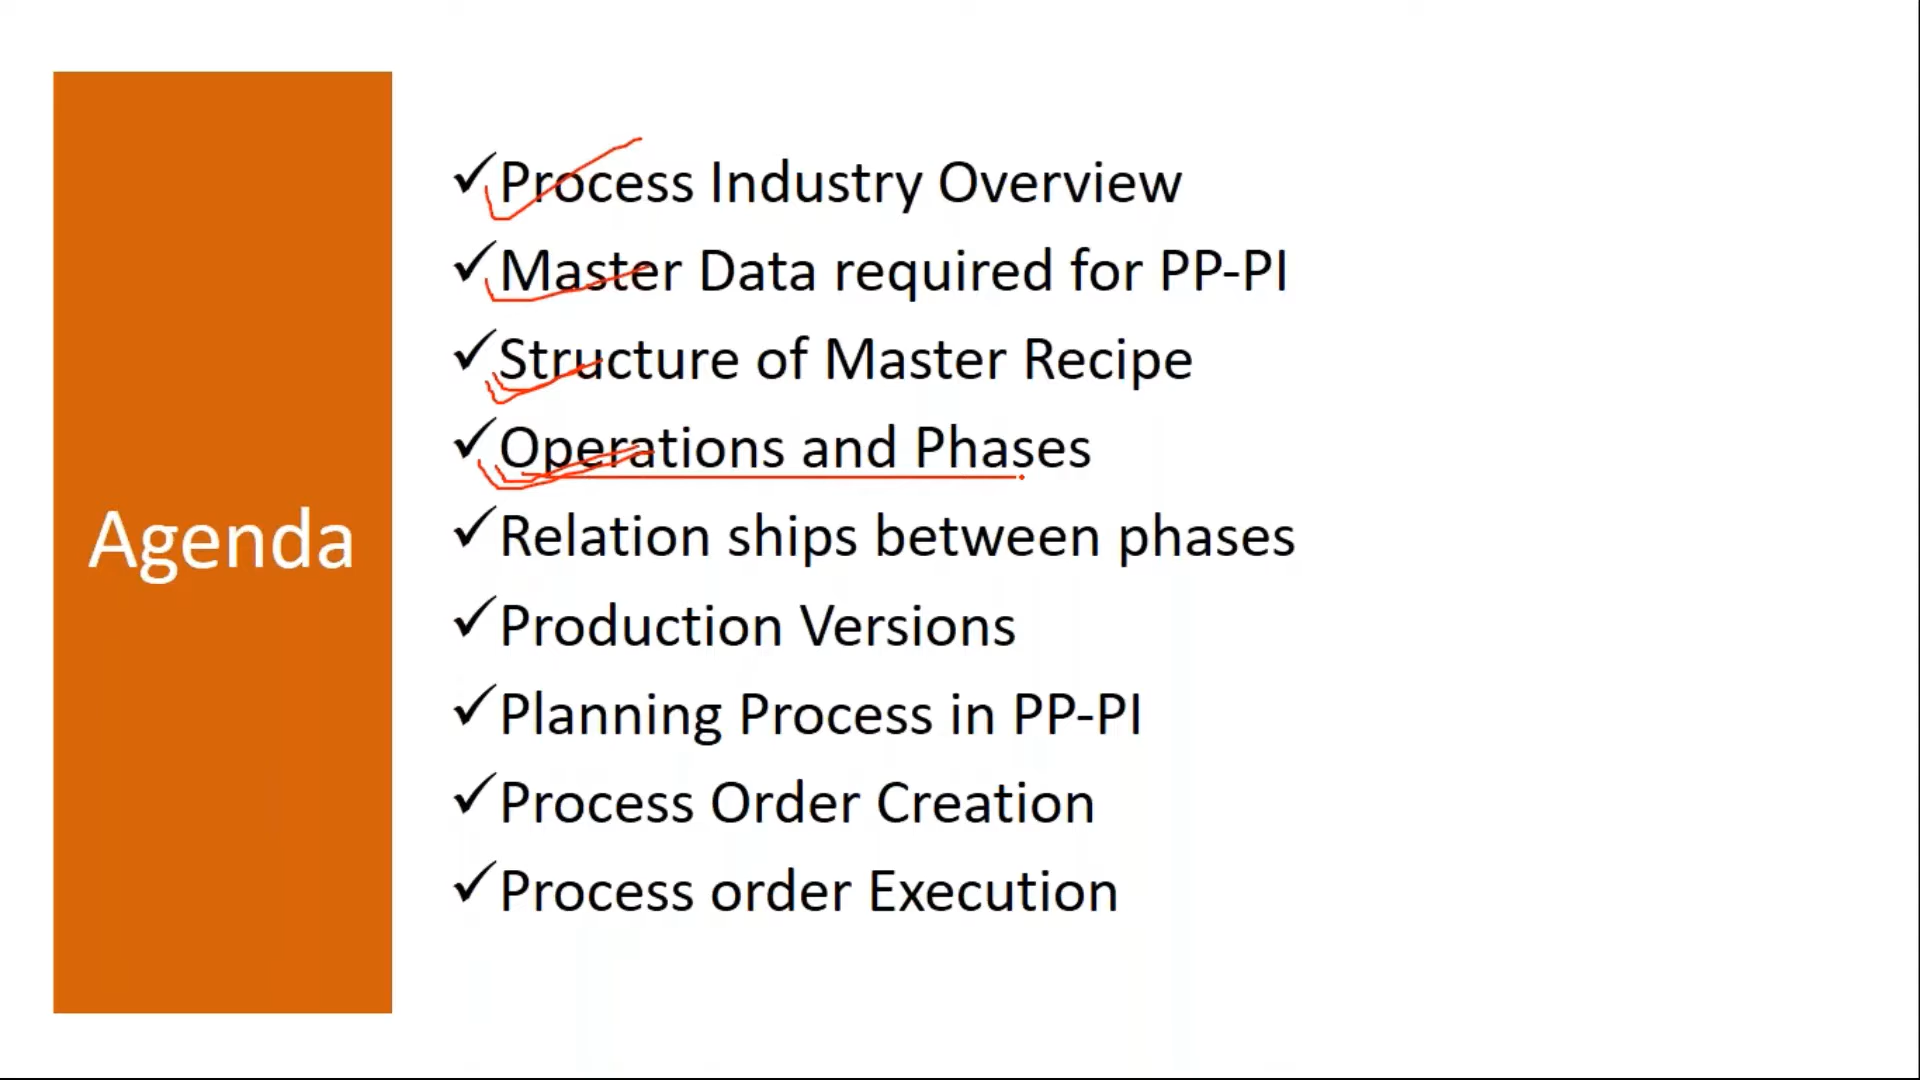 Agenda
Process Industry Overview
Master Data required for PP-PI
Structure of Master Recipe
Operations and Phases
Relation ships between phases
Production Versions
Planning Process in PP-PI
Process Order Creation
Process order Execution